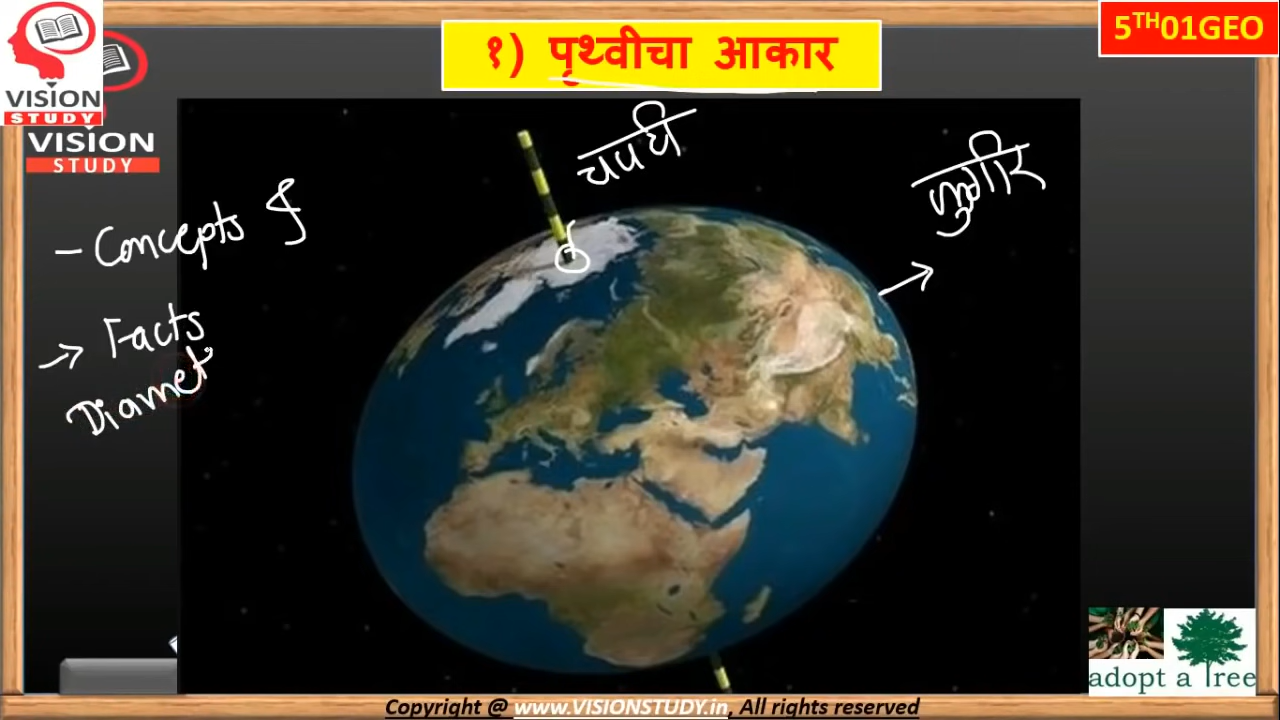 VISION
STUDY
VISION
STUDY
१) पृथ्वीचा आकार
5TH01GEO
चपटी
- Concepts &
→ Facts
Diamet
adopt a Tree
Copyright @ www.VISIONSTUDY.in, All rights reserved